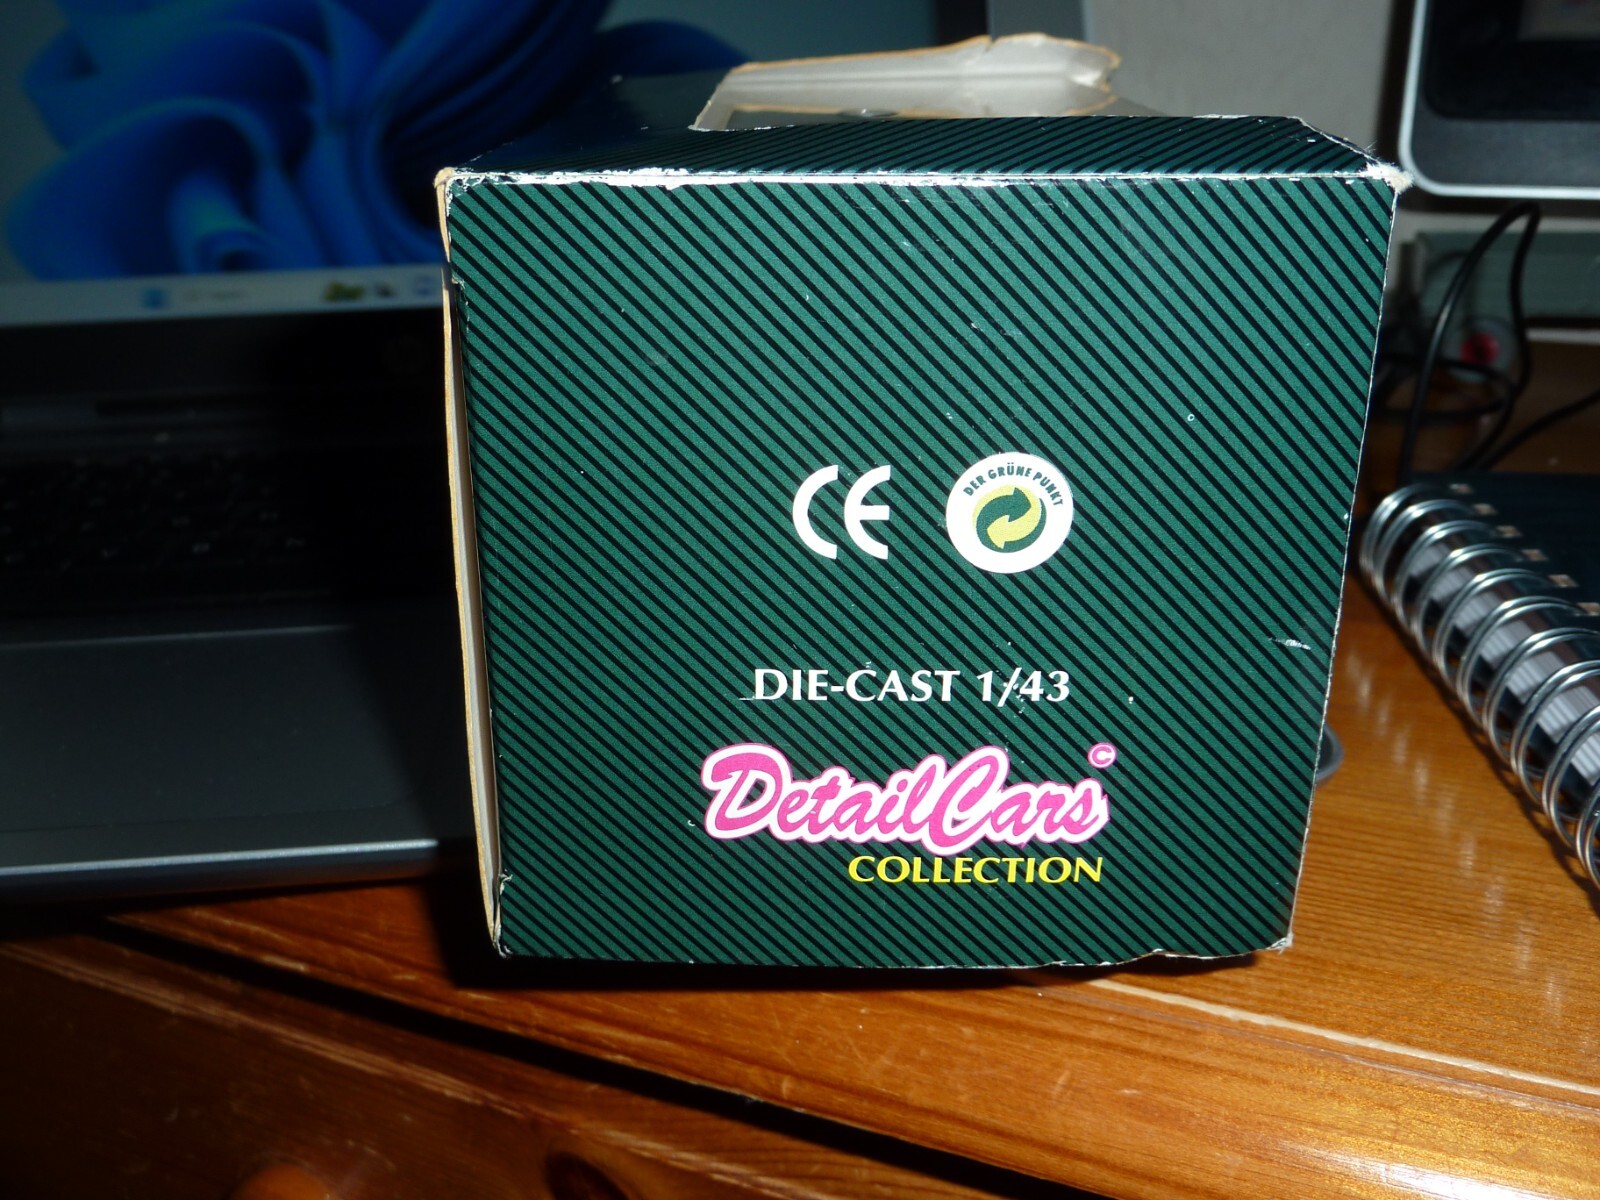 CE
DER GRÜNE PUNKT
DIE-CAST 1/43
DetailCars©
COLLECTION